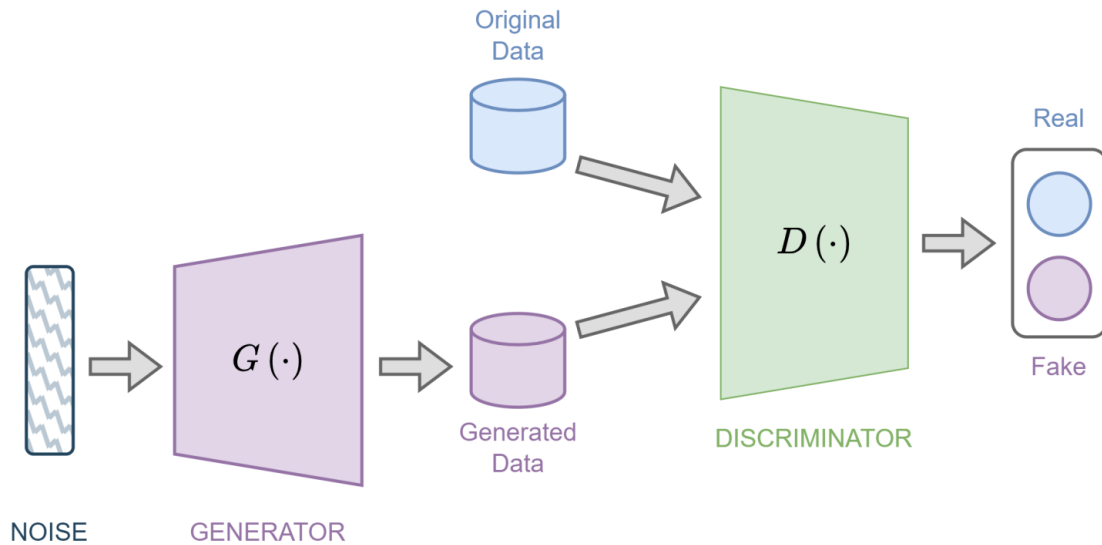 Original
Data
Real
D (·)
G (·)
Fake
Generated
Data
DISCRIMINATOR
NOISE
GENERATOR